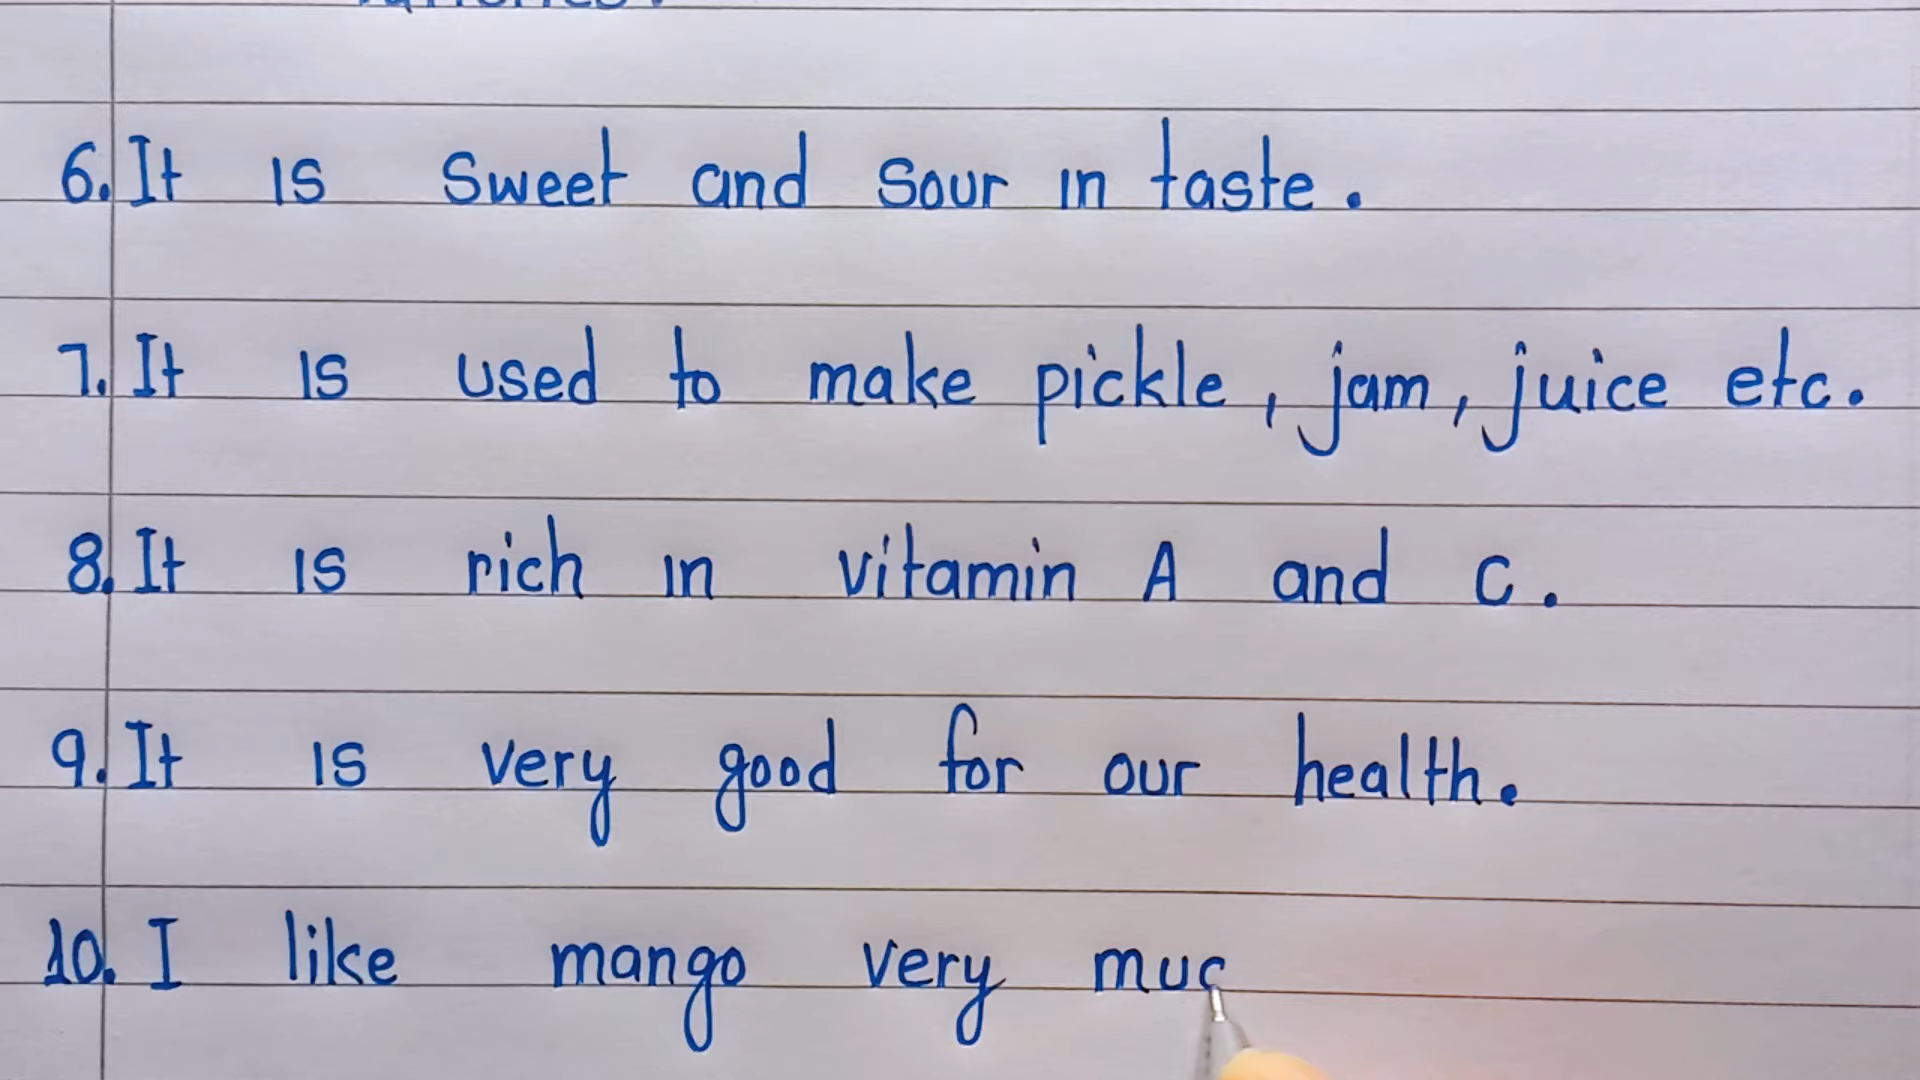 6. It is sweet and sour in taste.
7. It is used to make pickle, jam, juice etc.
8. It is rich in vitamin A and C.
9. It is very good for our health.
10. I like mango very muc